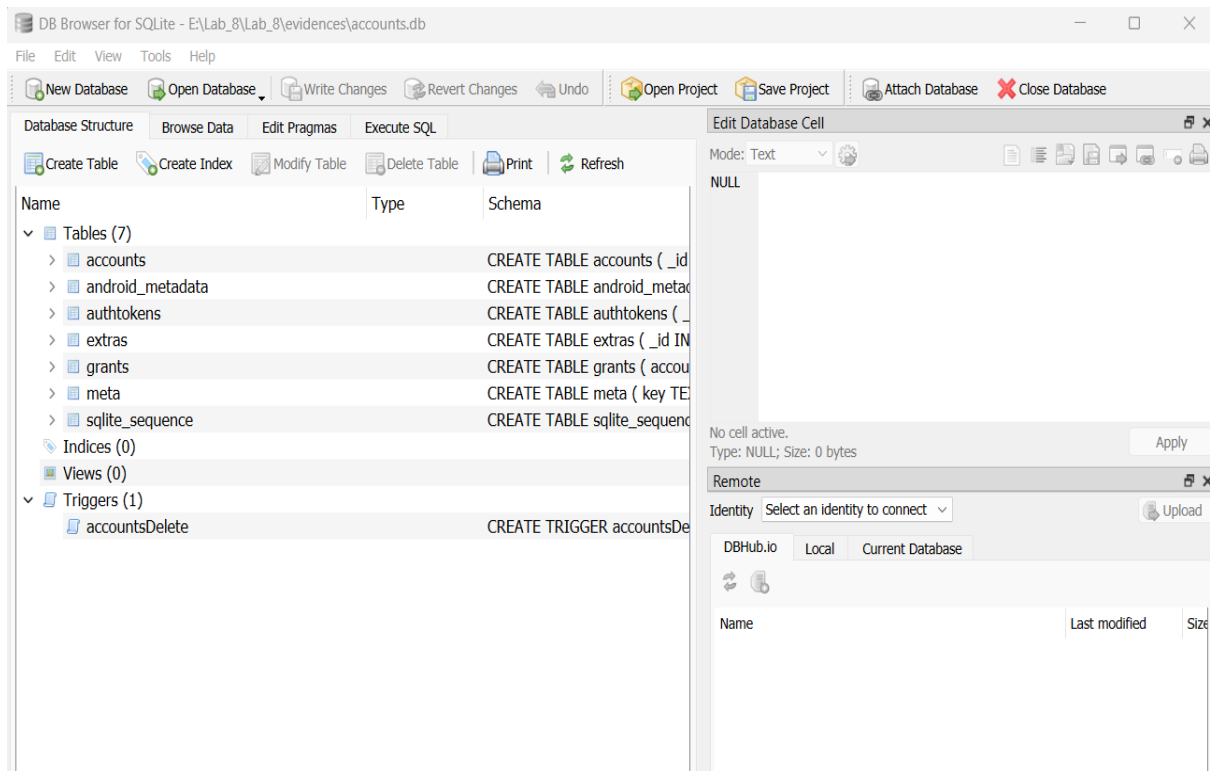 DB Browser for SQLite - E:\Lab_8\Lab_8\evidences\accounts.db
File Edit View Tools Help
New Database Open Database Write Changes Revert Changes Undo Open Project Save Project Attach Database Close Database
Database Structure Browse Data Edit Pragmas Execute SQL
Create Table Create Index Modify Table Delete Table Print Refresh
Name Type Schema
Tables (7)
accounts CREATE TABLE accounts ( _id
android_metadata CREATE TABLE android_metad
authtokens CREATE TABLE authtokens ( _
extras CREATE TABLE extras ( _id IN
grants CREATE TABLE grants ( accou
meta CREATE TABLE meta ( key TE
sqlite_sequence CREATE TABLE sqlite_sequenc
Indices (0)
Views (0)
Triggers (1)
accountsDelete CREATE TRIGGER accountsDe
Edit Database Cell
Mode: Text
NULL
No cell active.
Type: NULL; Size: 0 bytes
Apply
Remote
Identity Select an identity to connect Upload
DBHub.io Local Current Database
Name Last modified Size